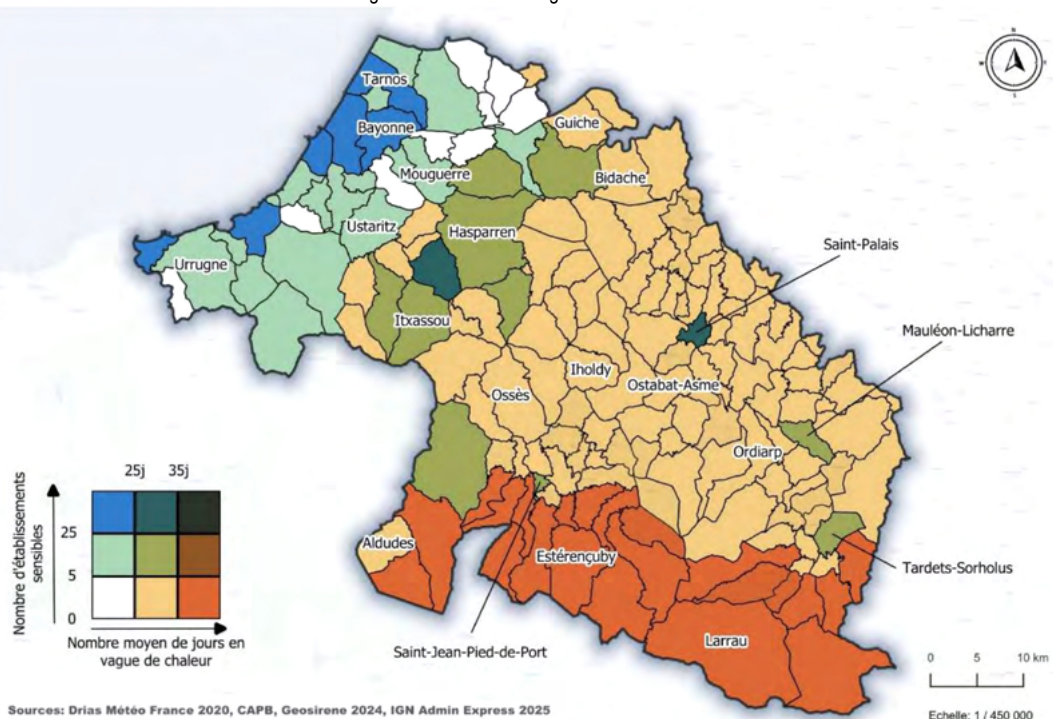 Tarnos
Bayonne
Guiche
Mouguerre
Bidache
Ustaritz
Hasparren
Saint-Palais
Urrugne
Mauléon-Licharre
Itxassou
Iholdy
Ostabat-Asme
Ossès
Ordiarp
Nombre d'établissements
sensibles
25j 35j
25
5
0
Nombre moyen de jours en
vague de chaleur
Aldudes
Estérençuby
Tardets-Sorholus
Saint-Jean-Pied-de-Port
Larrau
0 5 10 km
Echelle: 1 / 450 000
Sources: Drias Météo France 2020, CAPB, Geosirene 2024, IGN Admin Express 2025